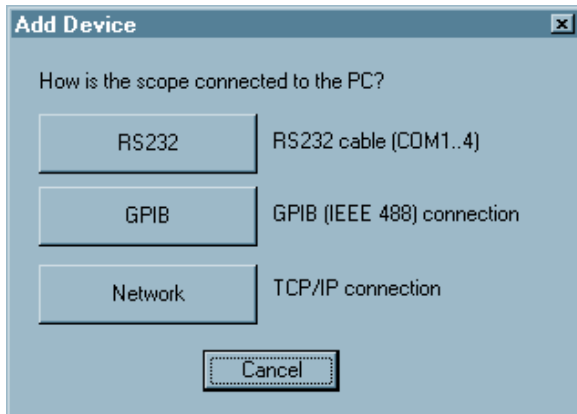 Add Device
How is the scope connected to the PC?
RS232 RS232 cable (COM1..4)
GPIB GPIB (IEEE 488) connection
Network TCP/IP connection
Cancel